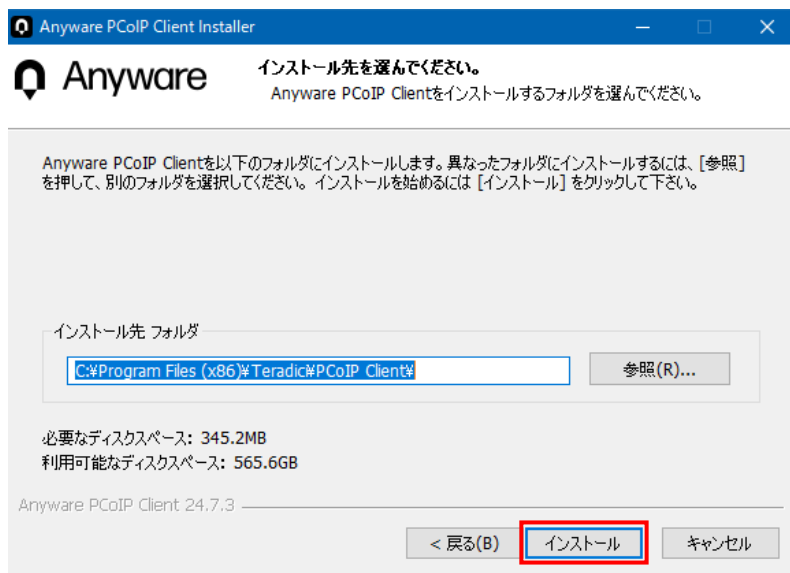 Anyware PCoIP Client Installer
Anyware
インストール先を選んでください。
Anyware PCoIP Clientをインストールするフォルダを選んでください。
Anyware PCoIP Clientを以下のフォルダにインストールします。異なったフォルダにインストールするには、[参照]
を押して、別のフォルダを選択してください。インストールを始めるには [インストール] をクリックして下さい。
インストール先 フォルダ
C:¥Program Files (x86)¥Teradic¥PCoIP Client¥
参照(R)...
必要なディスクスペース: 345.2MB
利用可能なディスクスペース: 565.6GB
Anyware PCoIP Client 24.7.3
< 戻る(B)
インストール
キャンセル